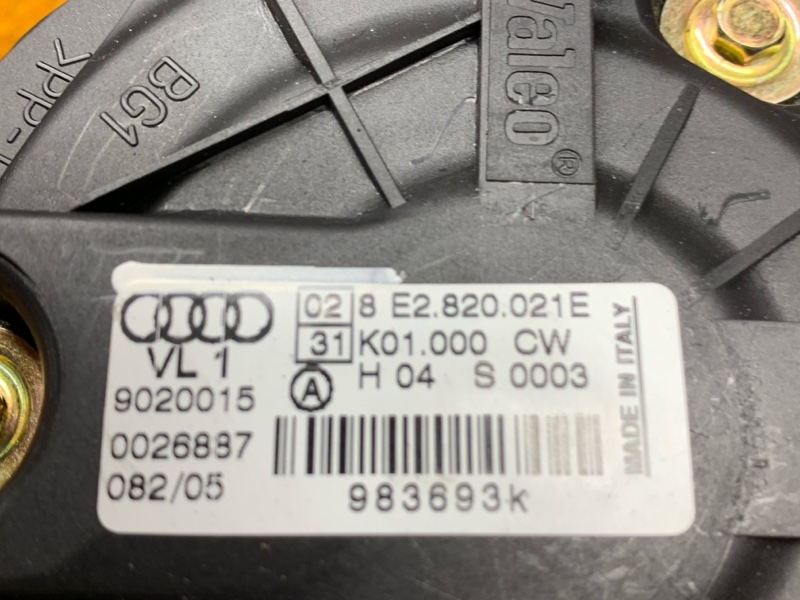 >PP-
BG1
Valeo®
02 8 E2.820.021E
31 K01.000 CW
VL 1
A H 04 S 0003
9020015
0026887
082/05
983693k
MADE IN ITALY